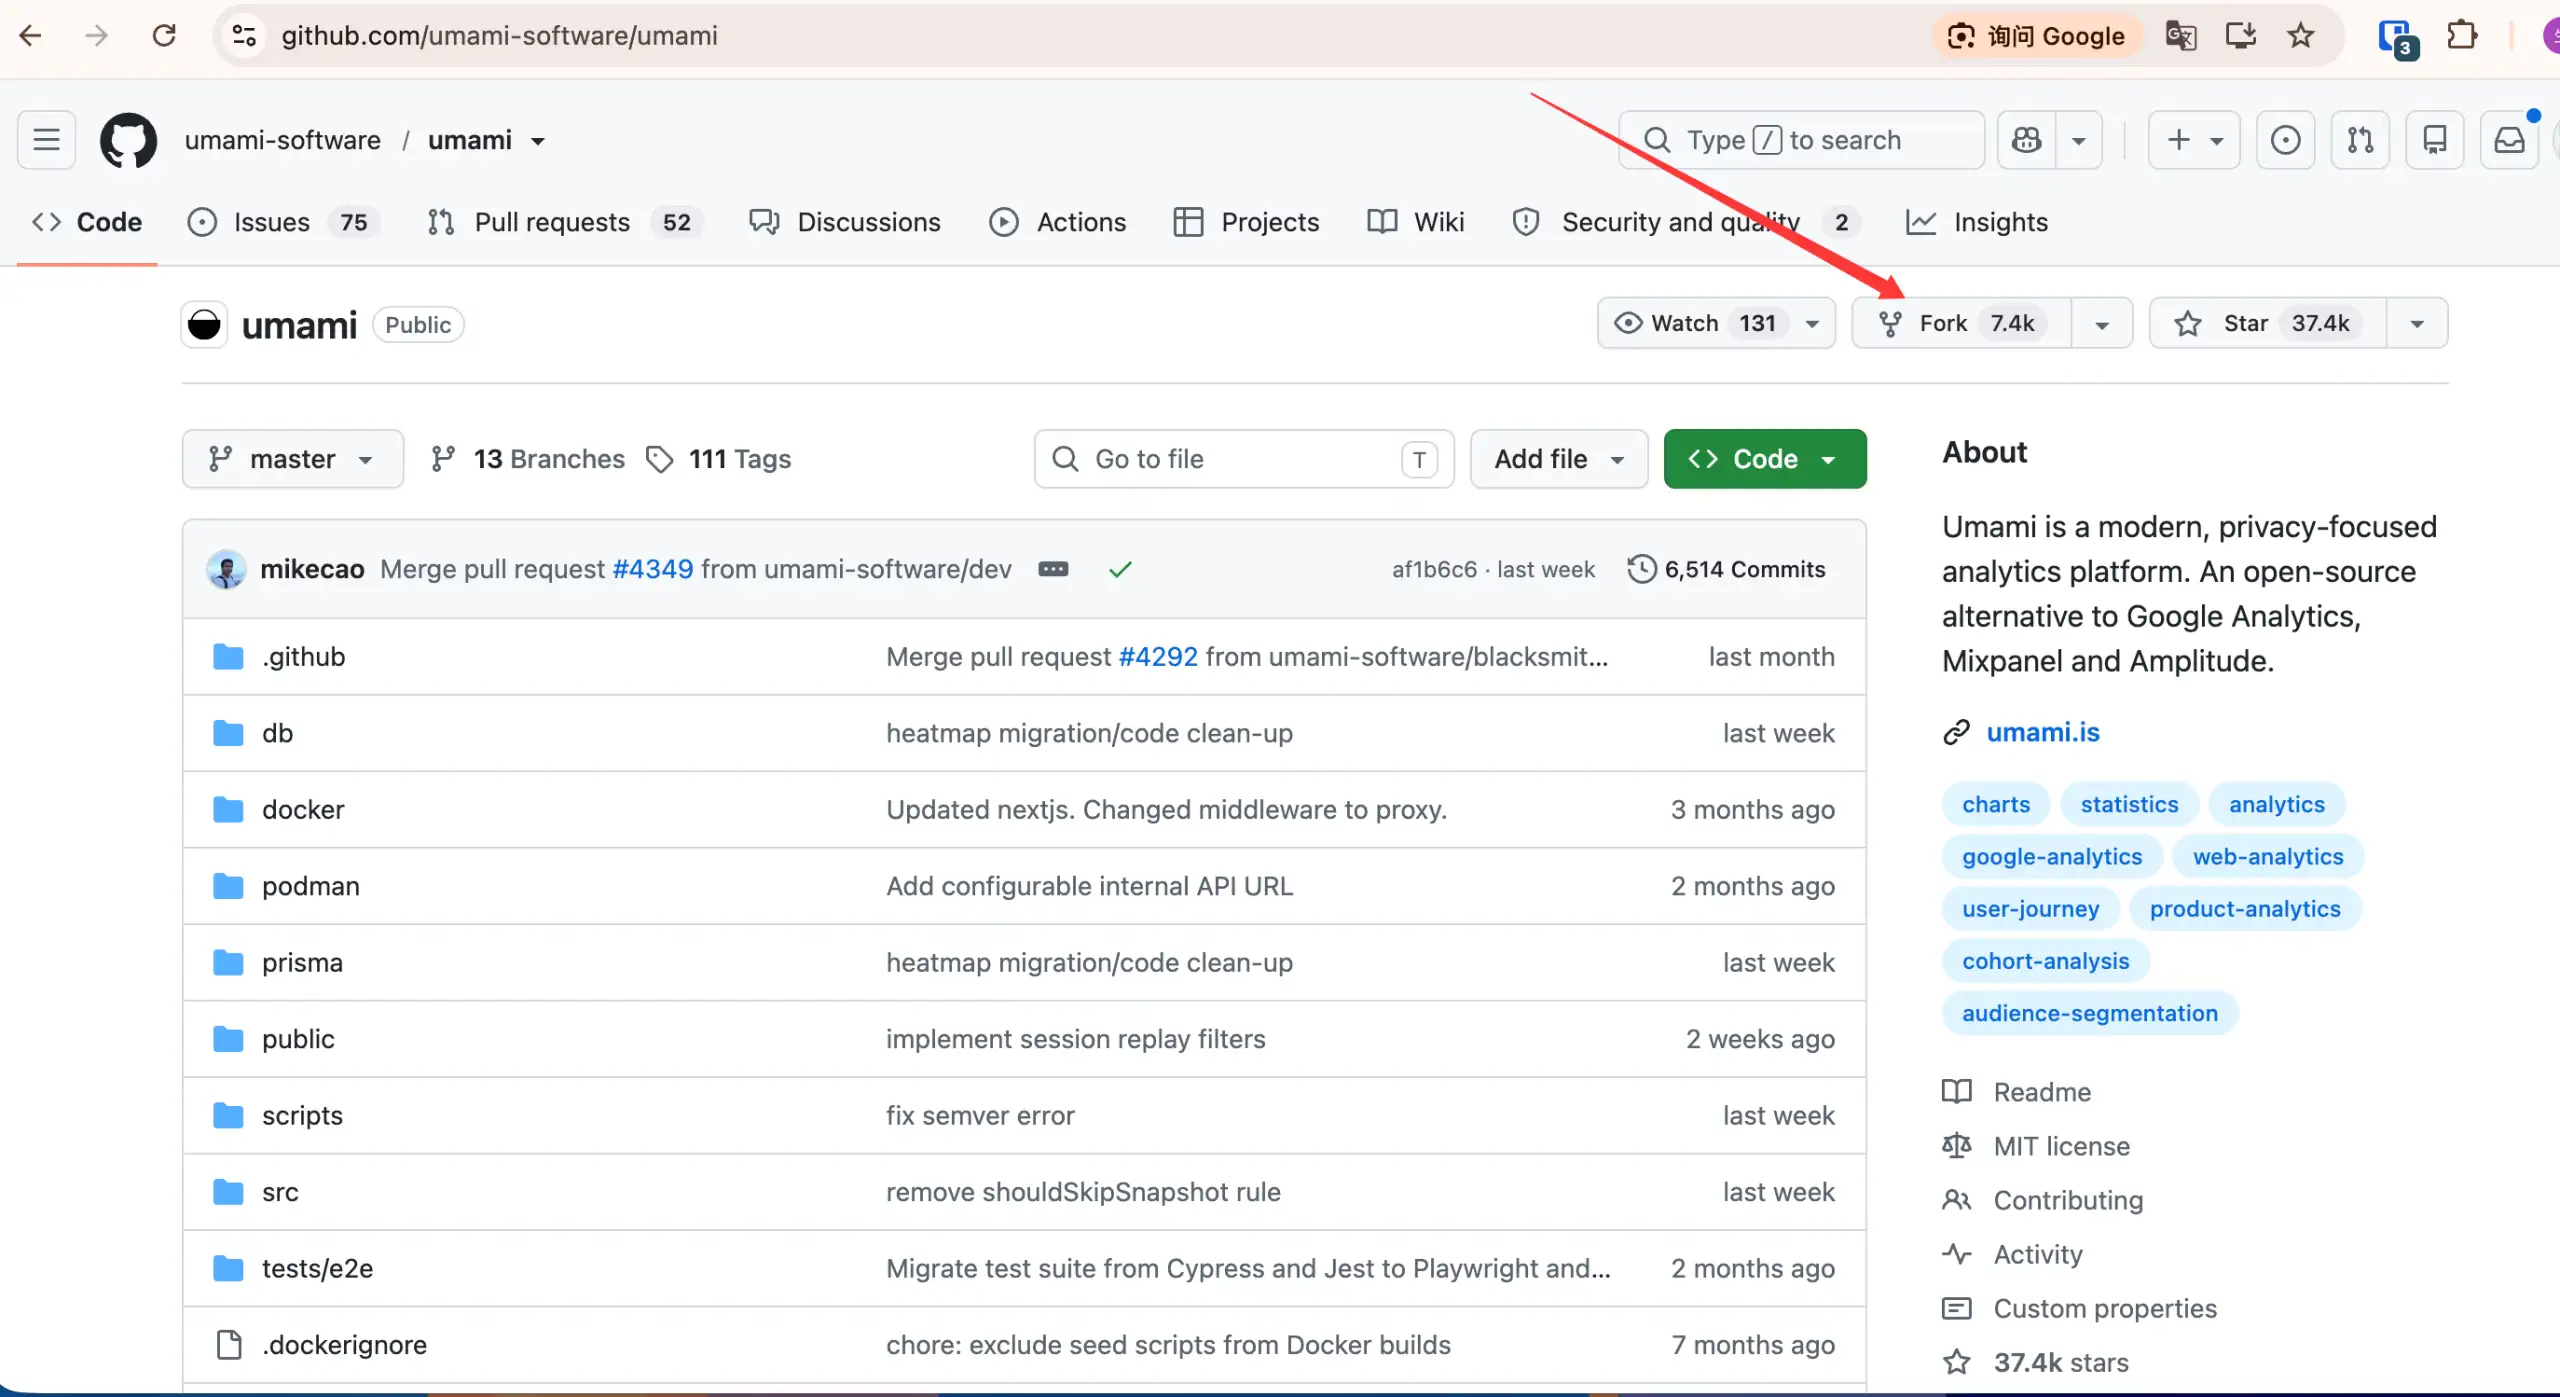 github.com/umami-software/umami
询问 Google
3
umami-software / umami
Type / to search
Code
Issues 75
Pull requests 52
Discussions
Actions
Projects
Wiki
Security and quality 2
Insights
umami Public
Watch 131
Fork 7.4k
Star 37.4k
master
13 Branches
111 Tags
Go to file T
Add file
Code
mikecao Merge pull request #4349 from umami-software/dev
af1b6c6 · last week
6,514 Commits
.github Merge pull request #4292 from umami-software/blacksmit... last month
db heatmap migration/code clean-up last week
docker Updated nextjs. Changed middleware to proxy. 3 months ago
podman Add configurable internal API URL 2 months ago
prisma heatmap migration/code clean-up last week
public implement session replay filters 2 weeks ago
scripts fix semver error last week
src remove shouldSkipSnapshot rule last week
tests/e2e Migrate test suite from Cypress and Jest to Playwright and... 2 months ago
.dockerignore chore: exclude seed scripts from Docker builds 7 months ago
About
Umami is a modern, privacy-focused
analytics platform. An open-source
alternative to Google Analytics,
Mixpanel and Amplitude.
umami.is
charts statistics analytics
google-analytics web-analytics
user-journey product-analytics
cohort-analysis
audience-segmentation
Readme
MIT license
Contributing
Activity
Custom properties
37.4k stars